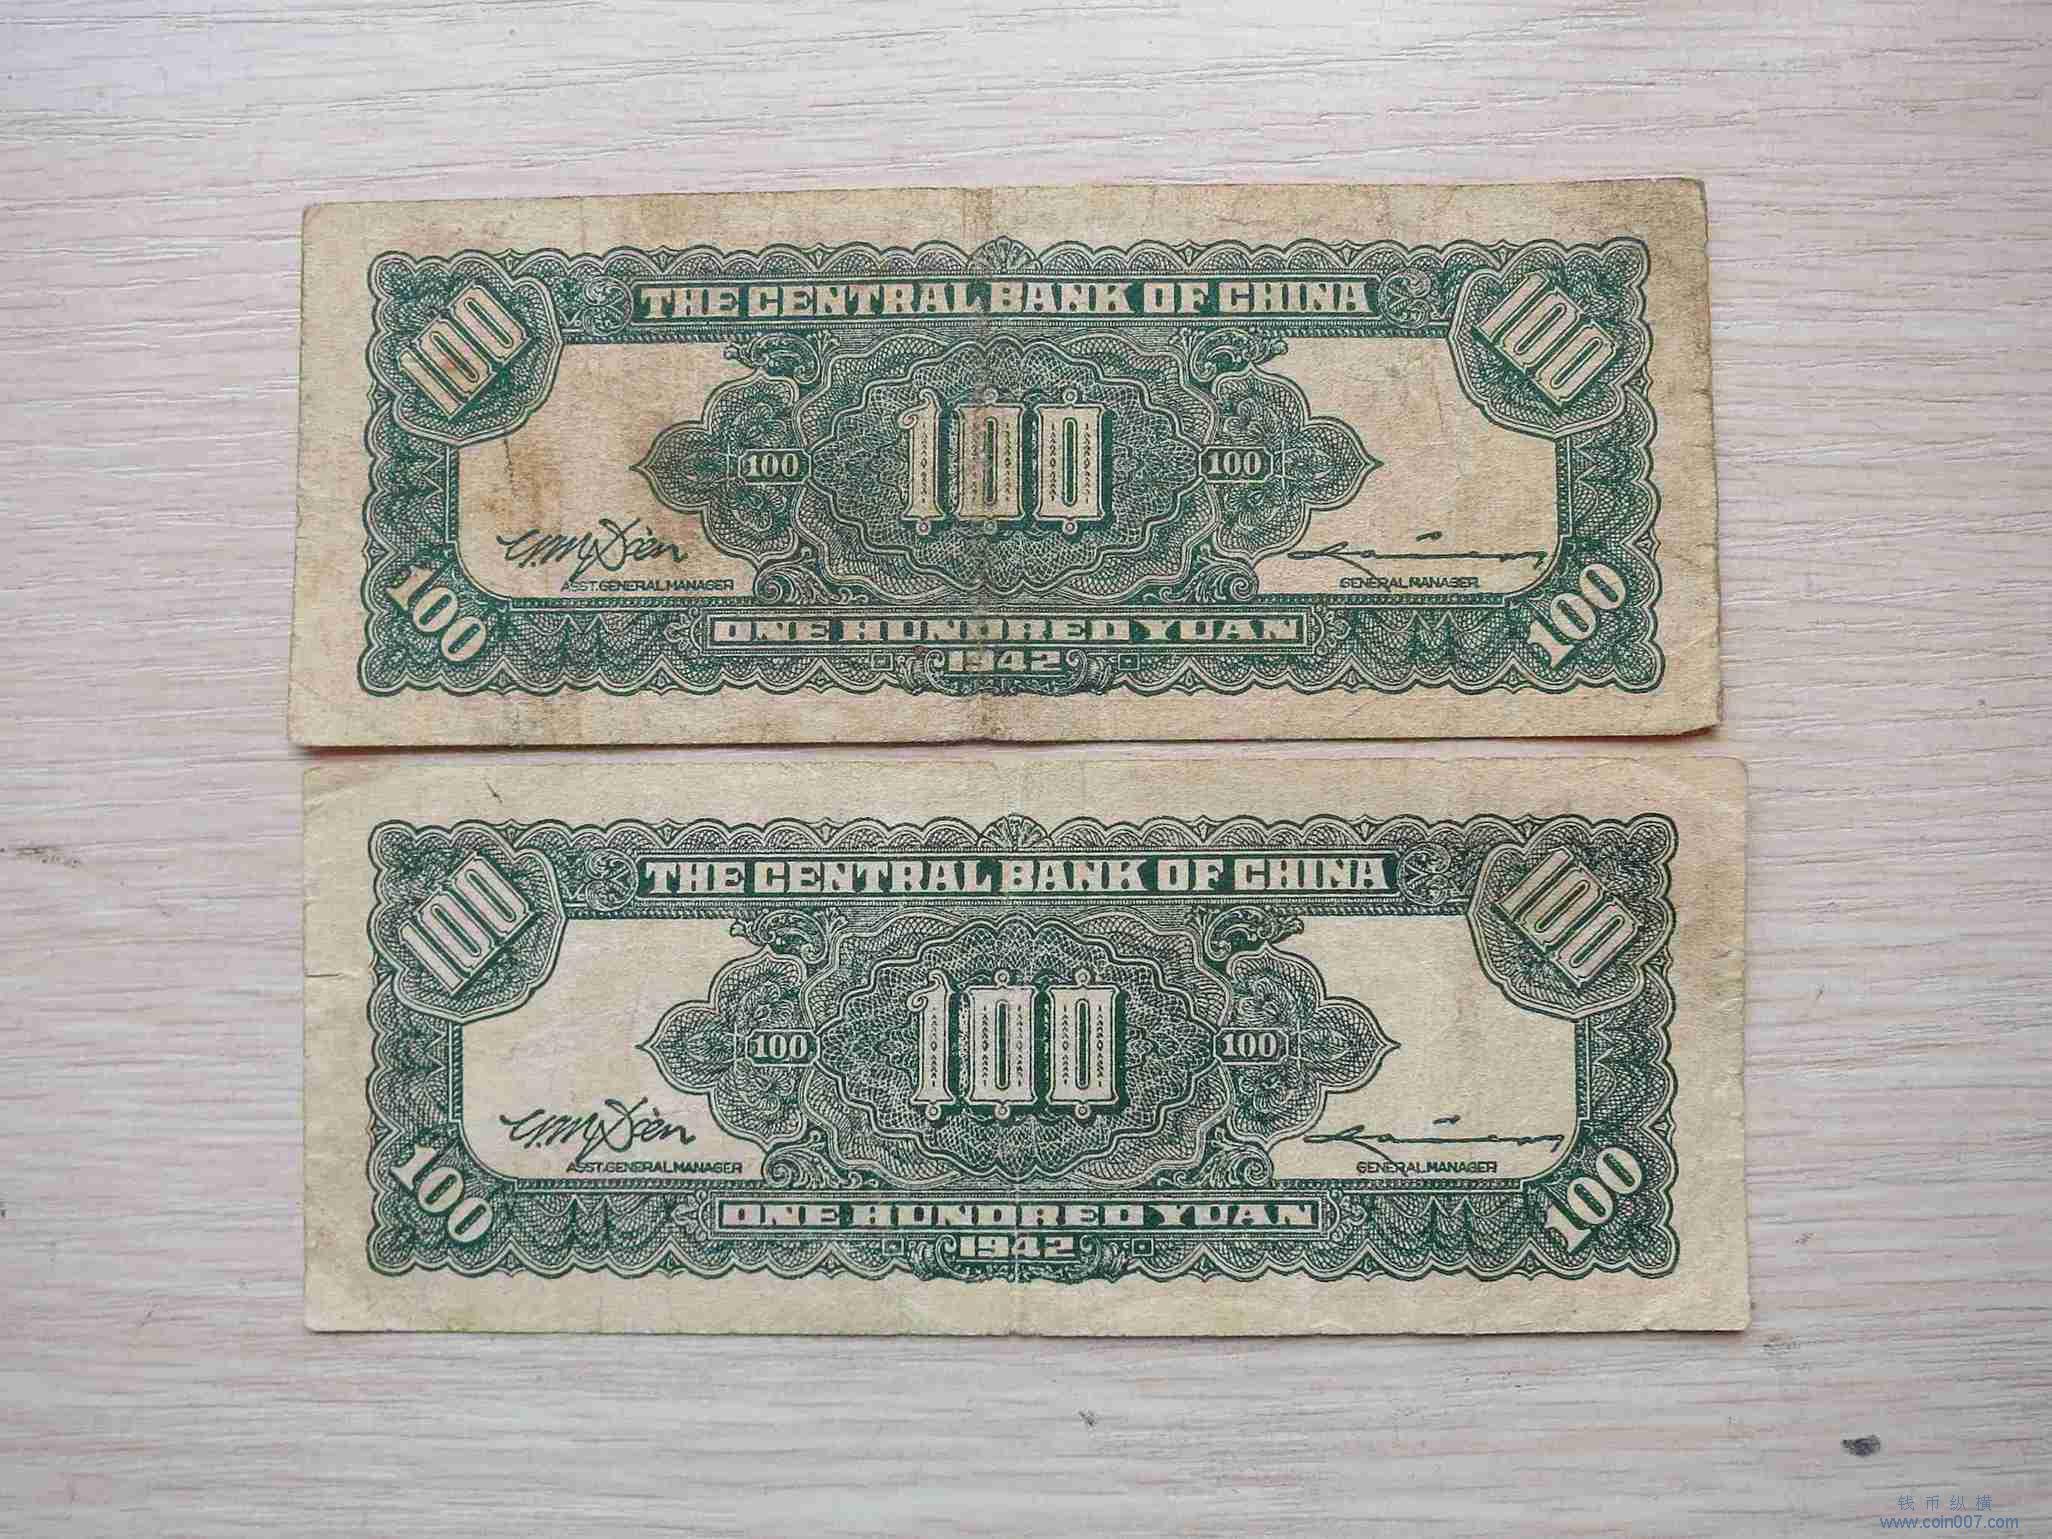 THE CENTRAL BANK OF CHINA
100 100
100 100 100
ASST. GENERAL MANAGER GENERAL MANAGER
100 100
ONE HUNDRED YUAN
1942
THE CENTRAL BANK OF CHINA
100 100
100 100 100
ASST. GENERAL MANAGER GENERAL MANAGER
100 100
ONE HUNDRED YUAN
1942
钱币纵横
www.coin007.com